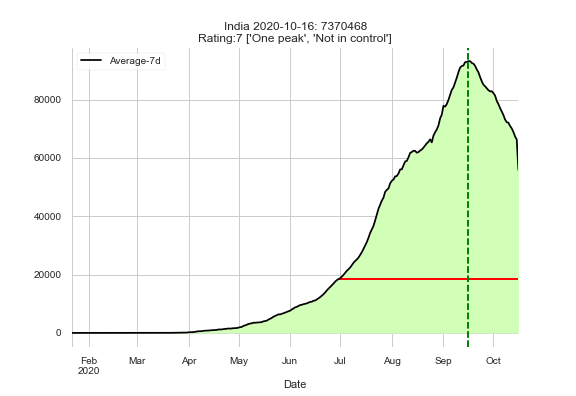 India 2020-10-16: 7370468
Rating:7 ['One peak', 'Not in control']
Average-7d
80000
60000
40000
20000
0
Feb Mar Apr May Jun Jul Aug Sep Oct
2020
Date